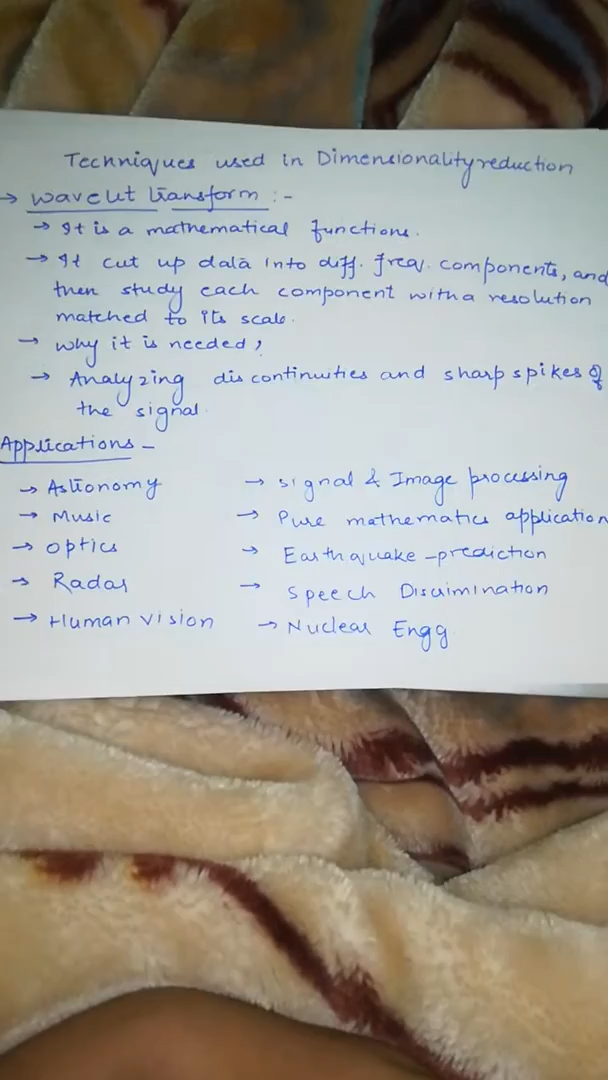 Techniques used in Dimensionality reduction
→ Wavelet transform :-
→ It is a mathematical functions.
→ It cut up data into diff. freq. components, and
then study each component with a resolution
matched to its scale.
→ why it is needed?
→ Analyzing discontinuities and sharp spikes of
the signal.
Applications -
→ Astronomy
→ Music
→ Optics
→ Radar
→ Human vision
→ signal & Image processing
→ Pure mathematics application
→ Earthquake-prediction
→ Speech Discrimination
→ Nuclear Engg